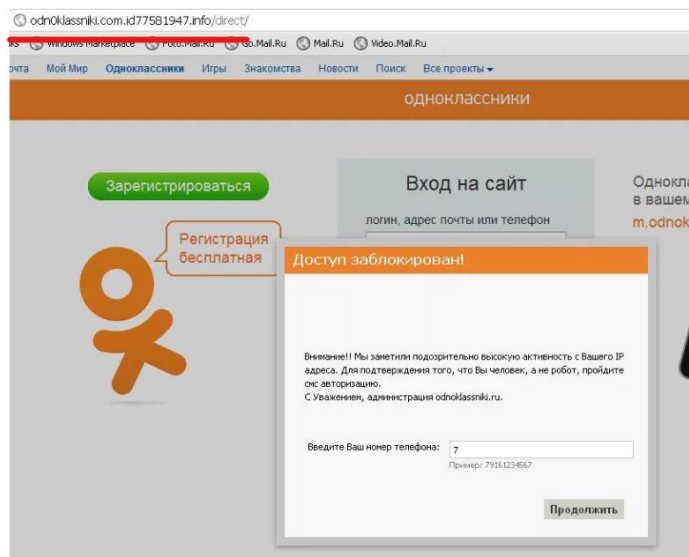 odn0klassniki.com.id77581947.info/direct/
Windows Marketplace Foto.Mail.Ru Go.Mail.Ru Mail.Ru Video.Mail.Ru
Мой Мир Одноклассники Игры Знакомства Новости Поиск Все проекты
одноклассники
Зарегистрироваться
Вход на сайт
логин, адрес почты или телефон
в вашем
Регистрация
бесплатная
Доступ заблокирован!
Внимание!! Мы заметили подозрительно высокую активность с Вашего IP
адреса. Для подтверждения того, что Вы человек, а не робот, пройдите
смс авторизацию.
С Уважением, администрация odnoklassniki.ru.
Введите Ваш номер телефона: 7
Пример: 79161234567
Продолжить